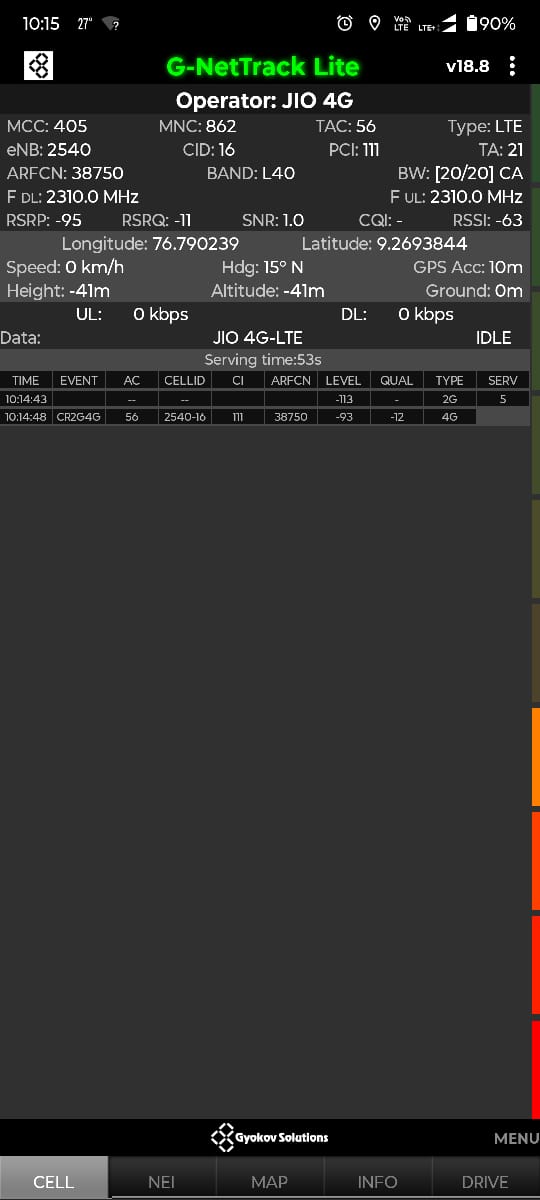 10:15 27° ? Vo LTE LTE+ 90%
G-NetTrack Lite v18.8
Operator: JIO 4G
MCC: 405 MNC: 862 TAC: 56 Type: LTE
eNB: 2540 CID: 16 PCI: 111 TA: 21
ARFCN: 38750 BAND: L40 BW: [20/20] CA
F DL: 2310.0 MHz F UL: 2310.0 MHz
RSRP: -95 RSRQ: -11 SNR: 1.0 CQI: - RSSI: -63
Longitude: 76.790239 Latitude: 9.2693844
Speed: 0 km/h Hdg: 15° N GPS Acc: 10m
Height: -41m Altitude: -41m Ground: 0m
UL: 0 kbps DL: 0 kbps
Data: JIO 4G-LTE IDLE
Serving time:53s
TIME EVENT AC CELLID CI ARFCN LEVEL QUAL TYPE SERV
10:14:43 -- -- -113 - 2G 5
10:14:48 CR2G4G 56 2540-16 111 38750 -93 -12 4G
Gyokov Solutions MENU
CELL NEI MAP INFO DRIVE